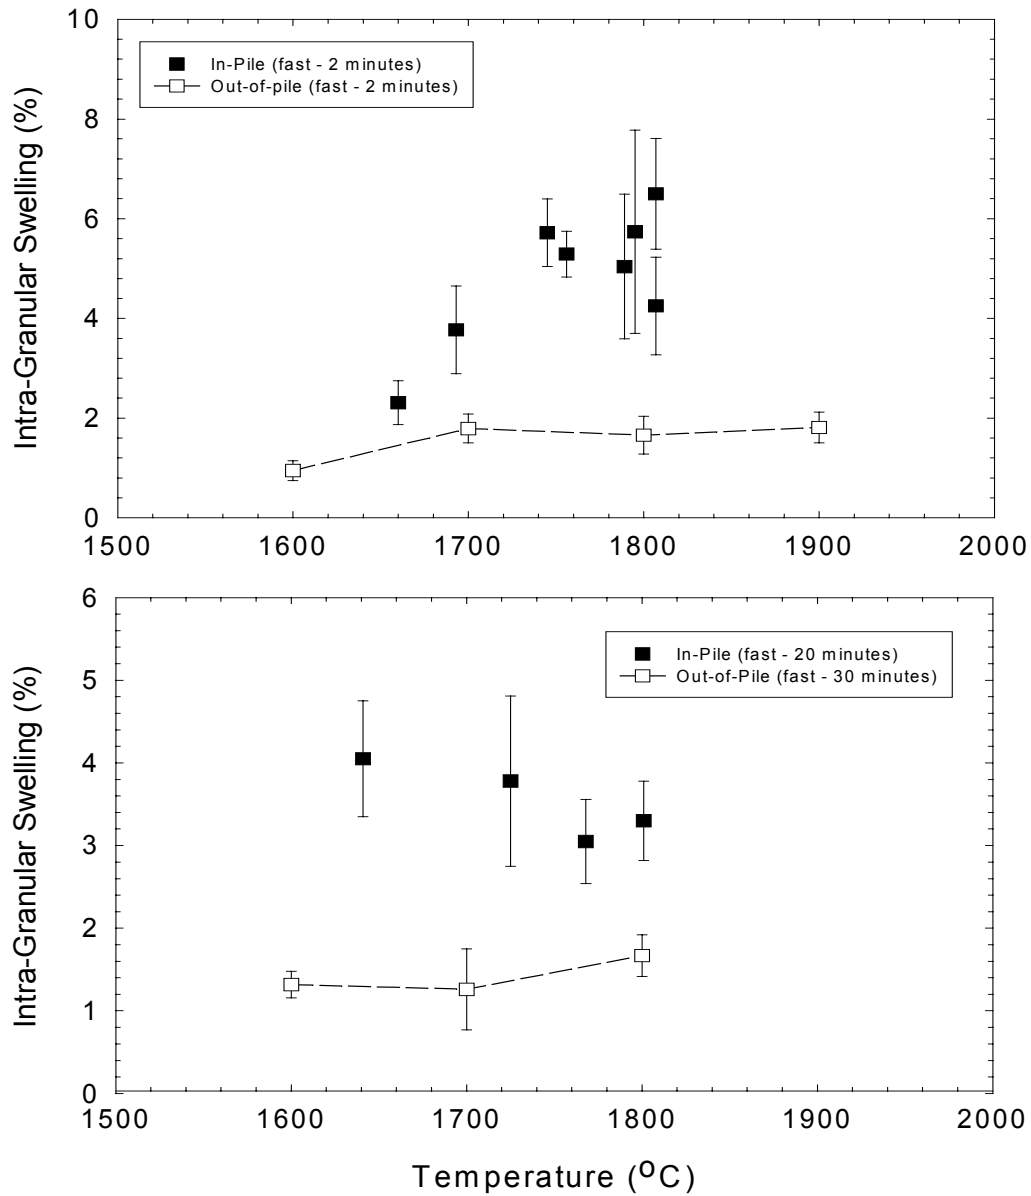 10
8
6
4
2
0
Intra-Granular Swelling (%)
In-Pile (fast - 2 minutes)
Out-of-pile (fast - 2 minutes)
1500 1600 1700 1800 1900 2000
6
5
4
3
2
1
0
Intra-Granular Swelling (%)
In-Pile (fast - 20 minutes)
Out-of-Pile (fast - 30 minutes)
1500 1600 1700 1800 1900 2000
Temperature (ºC)